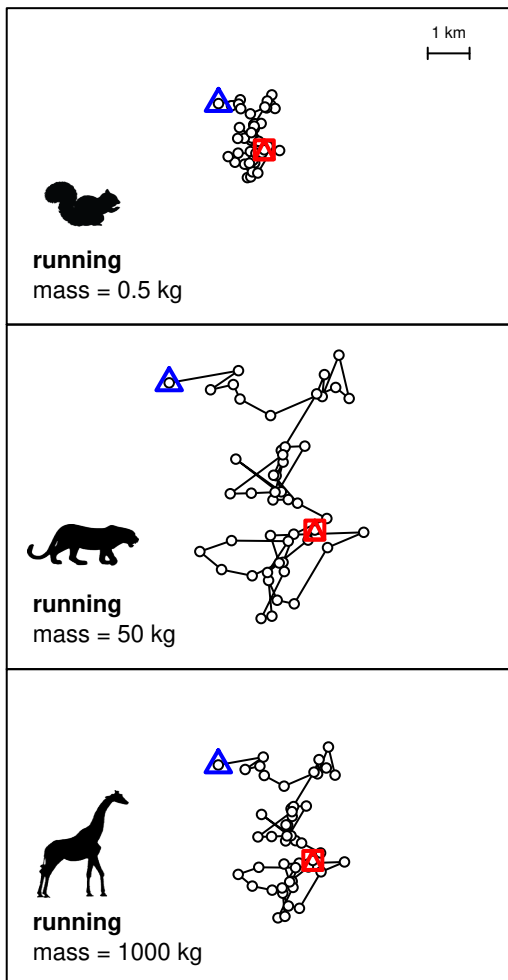 1 km
running
mass = 0.5 kg
running
mass = 50 kg
running
mass = 1000 kg